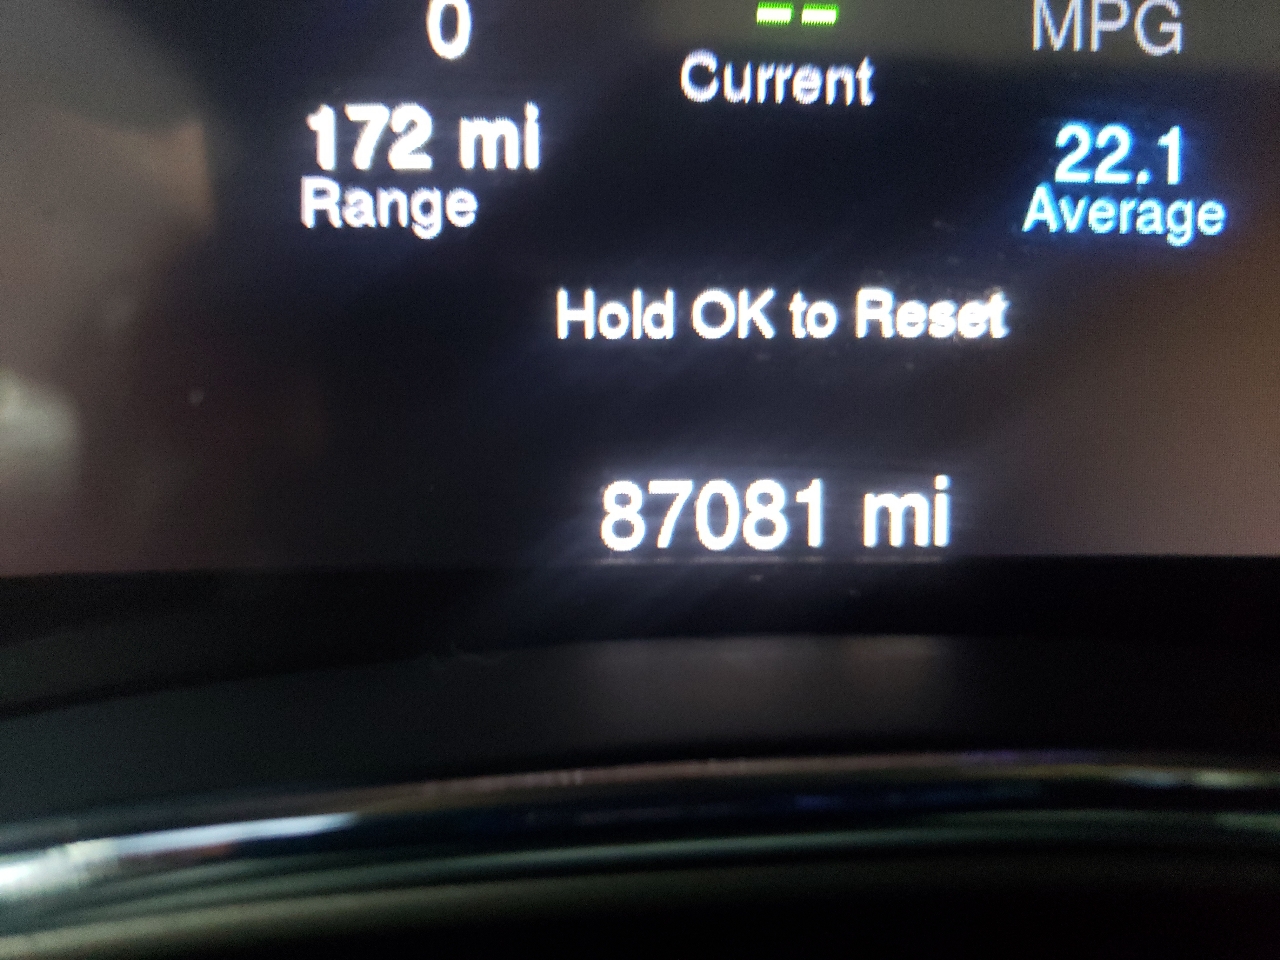 0
--
Current
MPG
172 mi
Range
22.1
Average
Hold OK to Reset
87081 mi